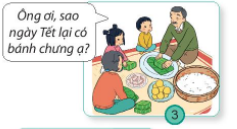 Ông ơi, sao
ngày Tết lại có
bánh chưng ạ?
3